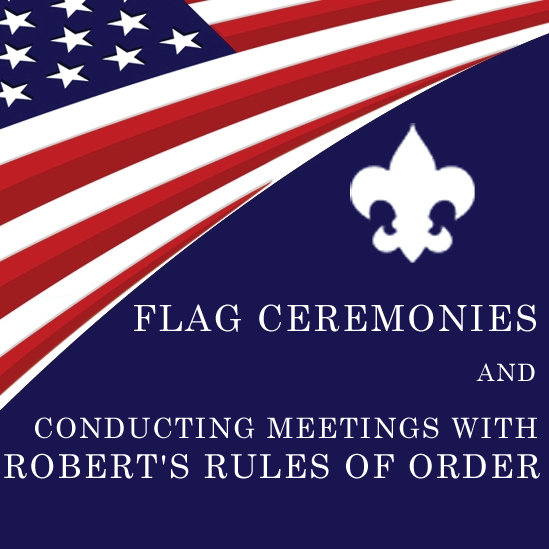 FLAG CEREMONIES
AND
CONDUCTING MEETINGS WITH
ROBERT'S RULES OF ORDER